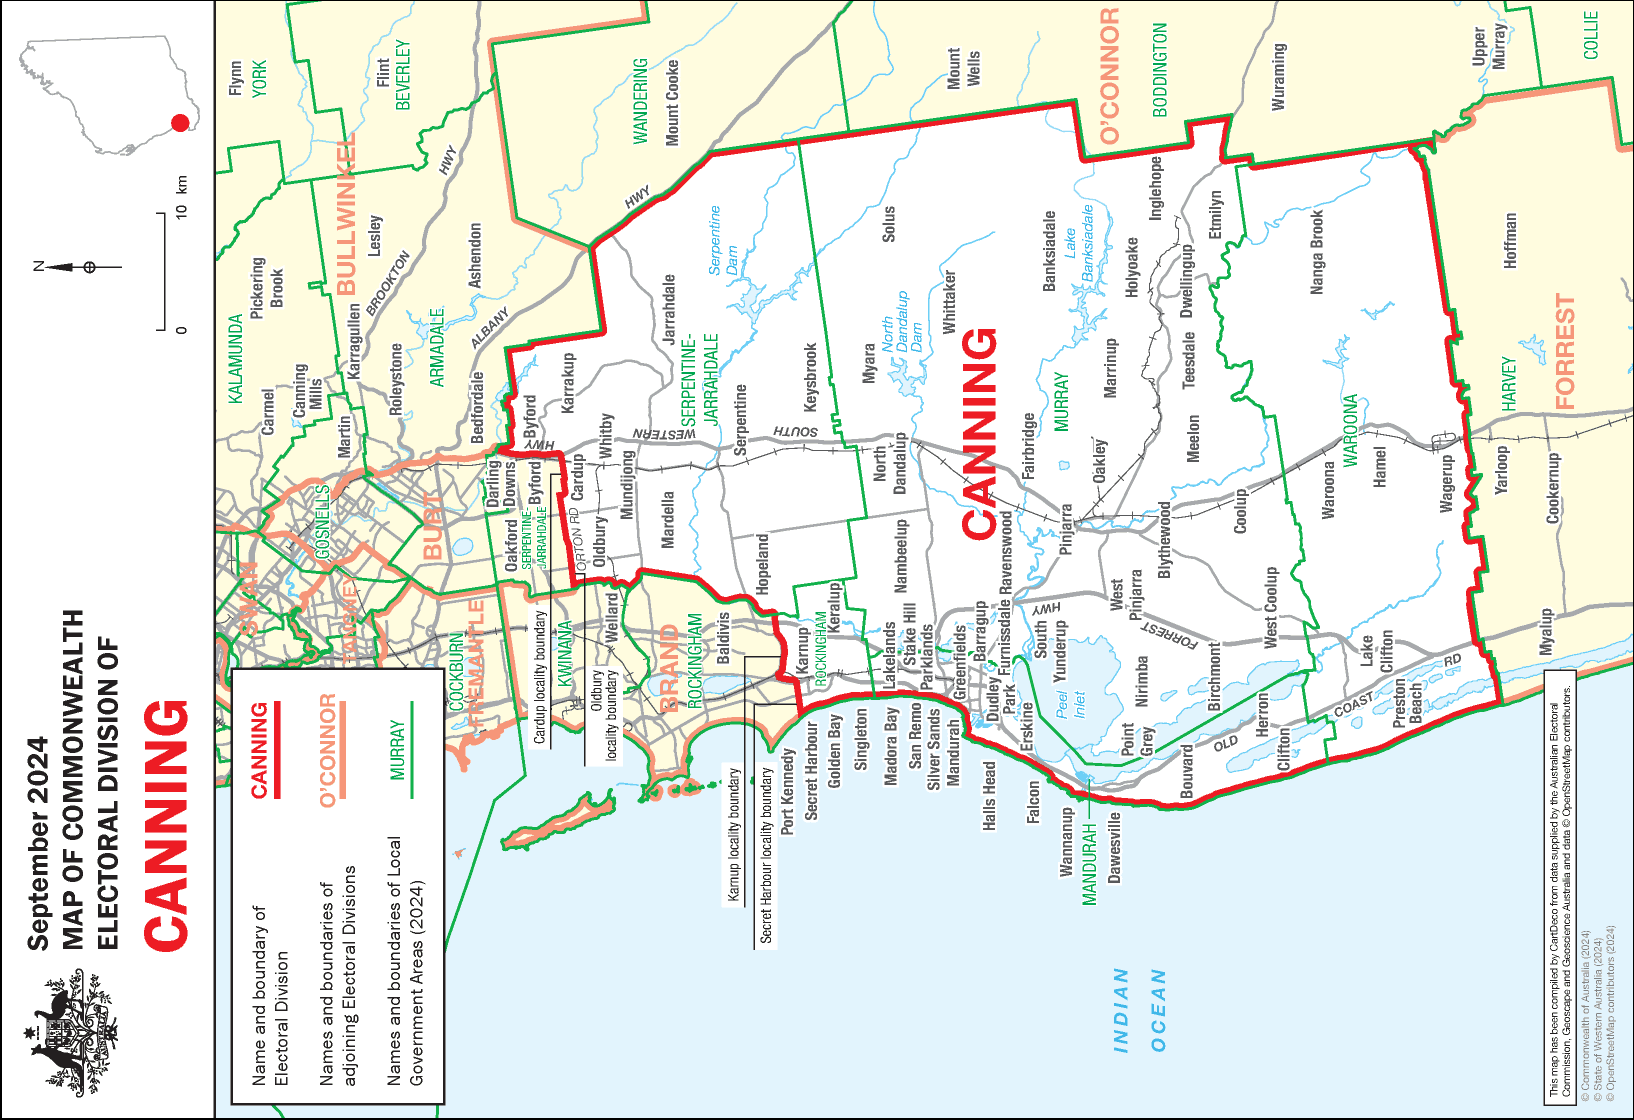 September 2024
MAP OF COMMONWEALTH
ELECTORAL DIVISION OF
CANNING
N
0
10 km
Name and boundary of
Electoral Division
CANNING
Names and boundaries of
adjoining Electoral Divisions
O'CONNOR
Names and boundaries of Local
Government Areas (2024)
MURRAY
Flynn
YORK
Flint
BEVERLEY
WANDERING
Mount Cooke
Mount
Wells
O'CONNOR
BODDINGTON
Wuraming
Upper
Murray
COLLIE
BULLWINKEL
HWY
Lesley
Pickering
Brook
BROOKTON
Ashendon
HWY
KALAMUNDA
Karragullen
ARMADALE
ALBANY
Carmel
Canning
Mills
Martin
Roleystone
Bedfordale
Byford
Karrakup
HWY
Whitby
Jarrahdale
SERPENTINE-
JARRAHDALE
Serpentine
Dam
WESTERN
Serpentine
Keysbrook
SOUTH
Solus
Myara
North
Dandalup
Dam
Whittaker
North
Dandalup
CANNING
Banksiadale
Lake
Banksiadale
Holyoake
Inglehope
Dwellingup
Etmilyn
Marrinup
Teesdale
MURRAY
Fairbridge
Oakley
Meelon
Nanga Brook
WAROONA
Waroona
Hamel
Wagerup
Hoffman
HARVEY
FORREST
Yarloop
Cookernup
Myalup
GOSNELLS
SWAN
TANGNEY
BURT
Darling
Downs
Byford
Oakford
SERPENTINE-
JARRAHDALE
Cardup
ORTON RD
Oldbury
Mundijong
Mardella
Hopeland
Nambeelup
Ravenswood
Pinjarra
Blythewood
Coolup
West
Pinjarra
West Coolup
HWY
FORREST
FREMANTLE
COCKBURN
KWINANA
Wellard
BRAND
ROCKINGHAM
Baldivis
Cardup locality boundary
Oldbury
locality boundary
Karnup locality boundary
Secret Harbour locality boundary
Karnup
ROCKINGHAM
Keralup
Lakelands
Stake Hill
Parklands
Greenfields
Barragup
Furnissdale
Dudley
Park
Erskine
South
Yunderup
Peel
Inlet
Nirimba
Point
Grey
Birchmont
Lake
Clifton
RD
COAST
OLD
Herron
Clifton
Preston
Beach
Bouvard
Port Kennedy
Secret Harbour
Golden Bay
Singleton
Madora Bay
San Remo
Silver Sands
Mandurah
Halls Head
Falcon
Wannanup
MANDURAH
Dawesville
INDIAN
OCEAN
This map has been compiled by CartDeco from data supplied by the Australian Electoral
Commission, Geoscape and Geoscience Australia and data © OpenStreetMap contributors.
© Commonwealth of Australia (2024)
© State of Western Australia (2024)
© OpenStreetMap contributors (2024)